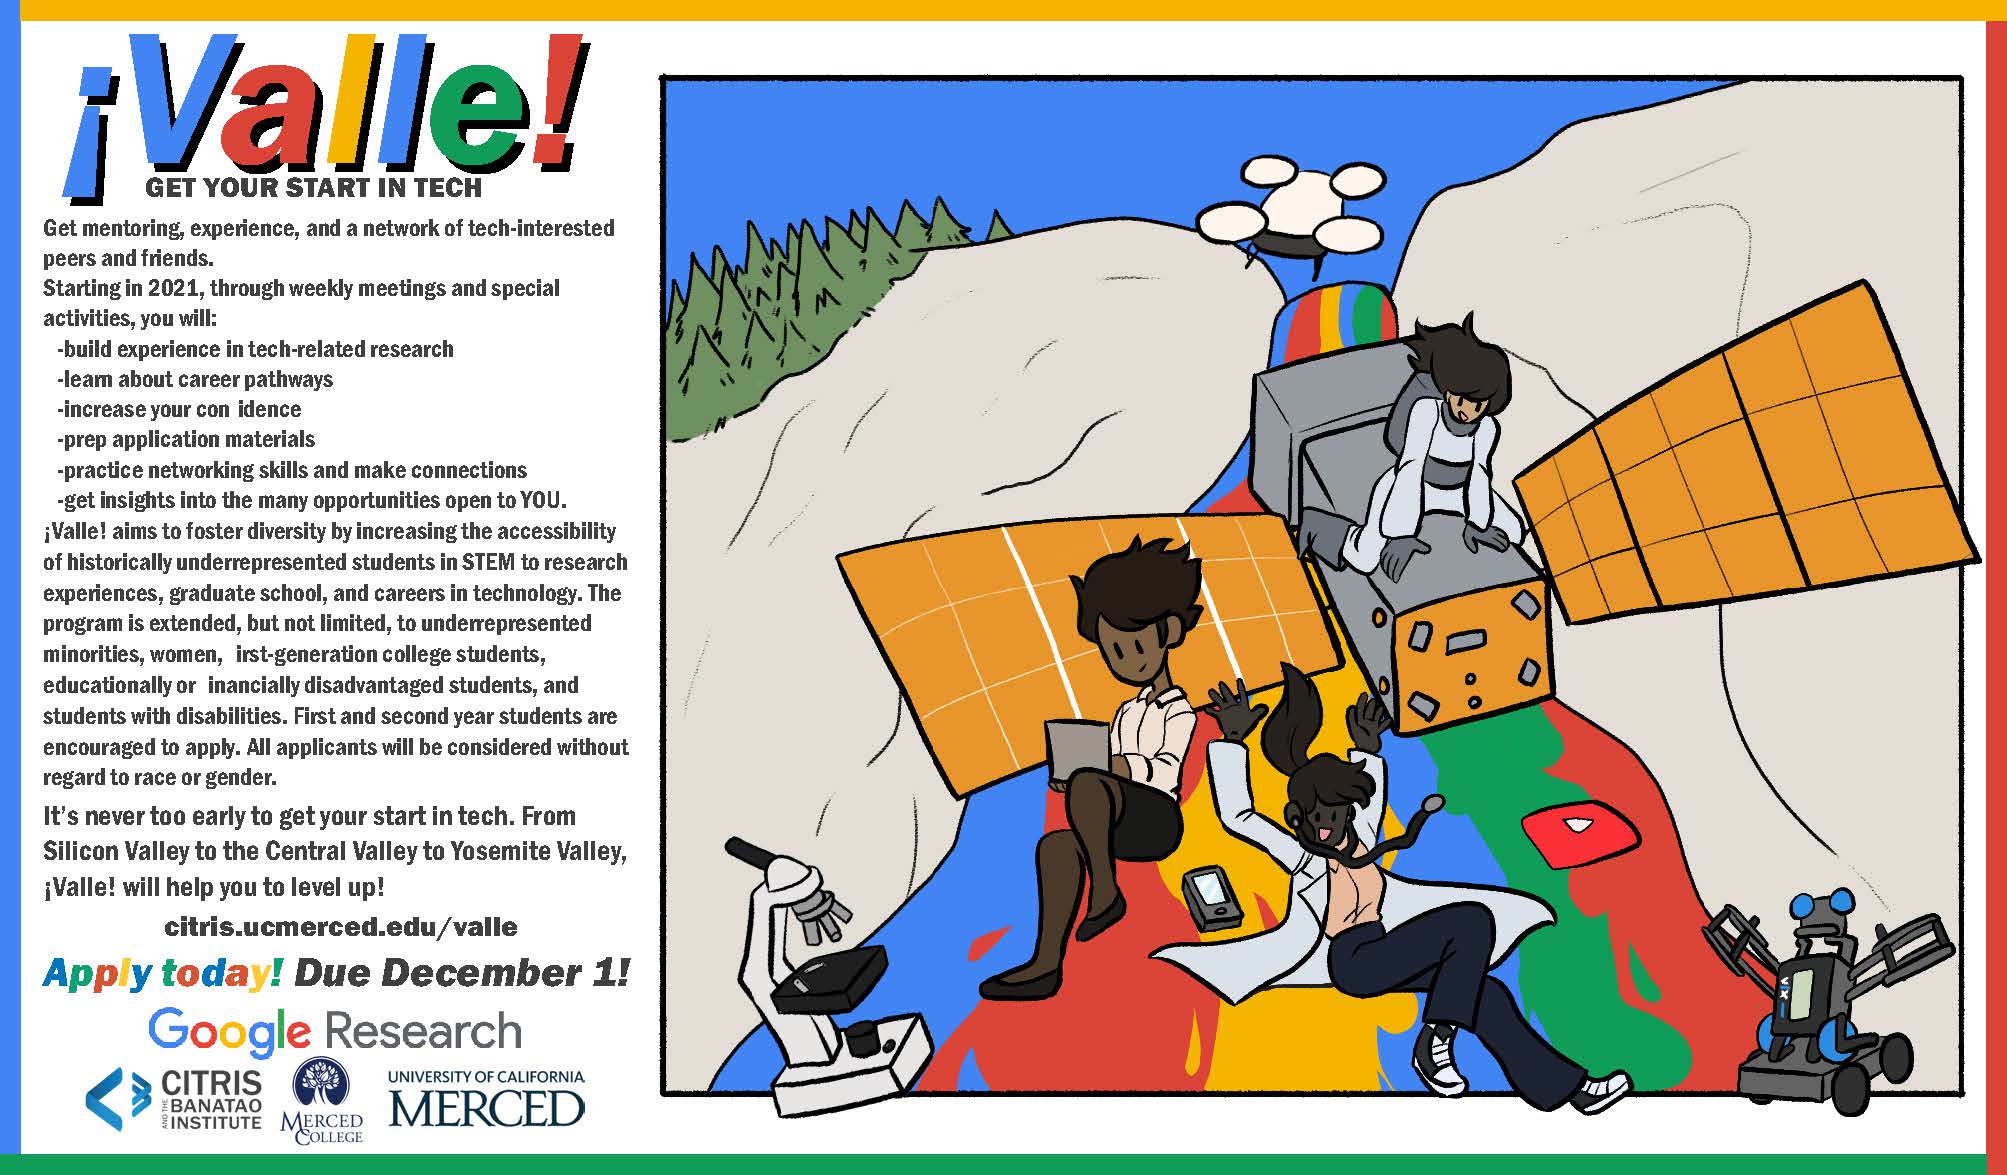 ¡Valle!
GET YOUR START IN TECH
Get mentoring, experience, and a network of tech-interested
peers and friends.
Starting in 2021, through weekly meetings and special
activities, you will:
-build experience in tech-related research
-learn about career pathways
-increase your con idence
-prep application materials
-practice networking skills and make connections
-get insights into the many opportunities open to YOU.
¡Valle! aims to foster diversity by increasing the accessibility
of historically underrepresented students in STEM to research
experiences, graduate school, and careers in technology. The
program is extended, but not limited, to underrepresented
minorities, women,  irst-generation college students,
educationally or  inancially disadvantaged students, and
students with disabilities. First and second year students are
encouraged to apply. All applicants will be considered without
regard to race or gender.
It's never too early to get your start in tech. From
Silicon Valley to the Central Valley to Yosemite Valley,
¡Valle! will help you to level up!
citris.ucmerced.edu/valle
Apply today! Due December 1!
Google Research
CITRIS
AND THE
BANATAO
INSTITUTE
MERCED
COLLEGE
UNIVERSITY OF CALIFORNIA
MERCED